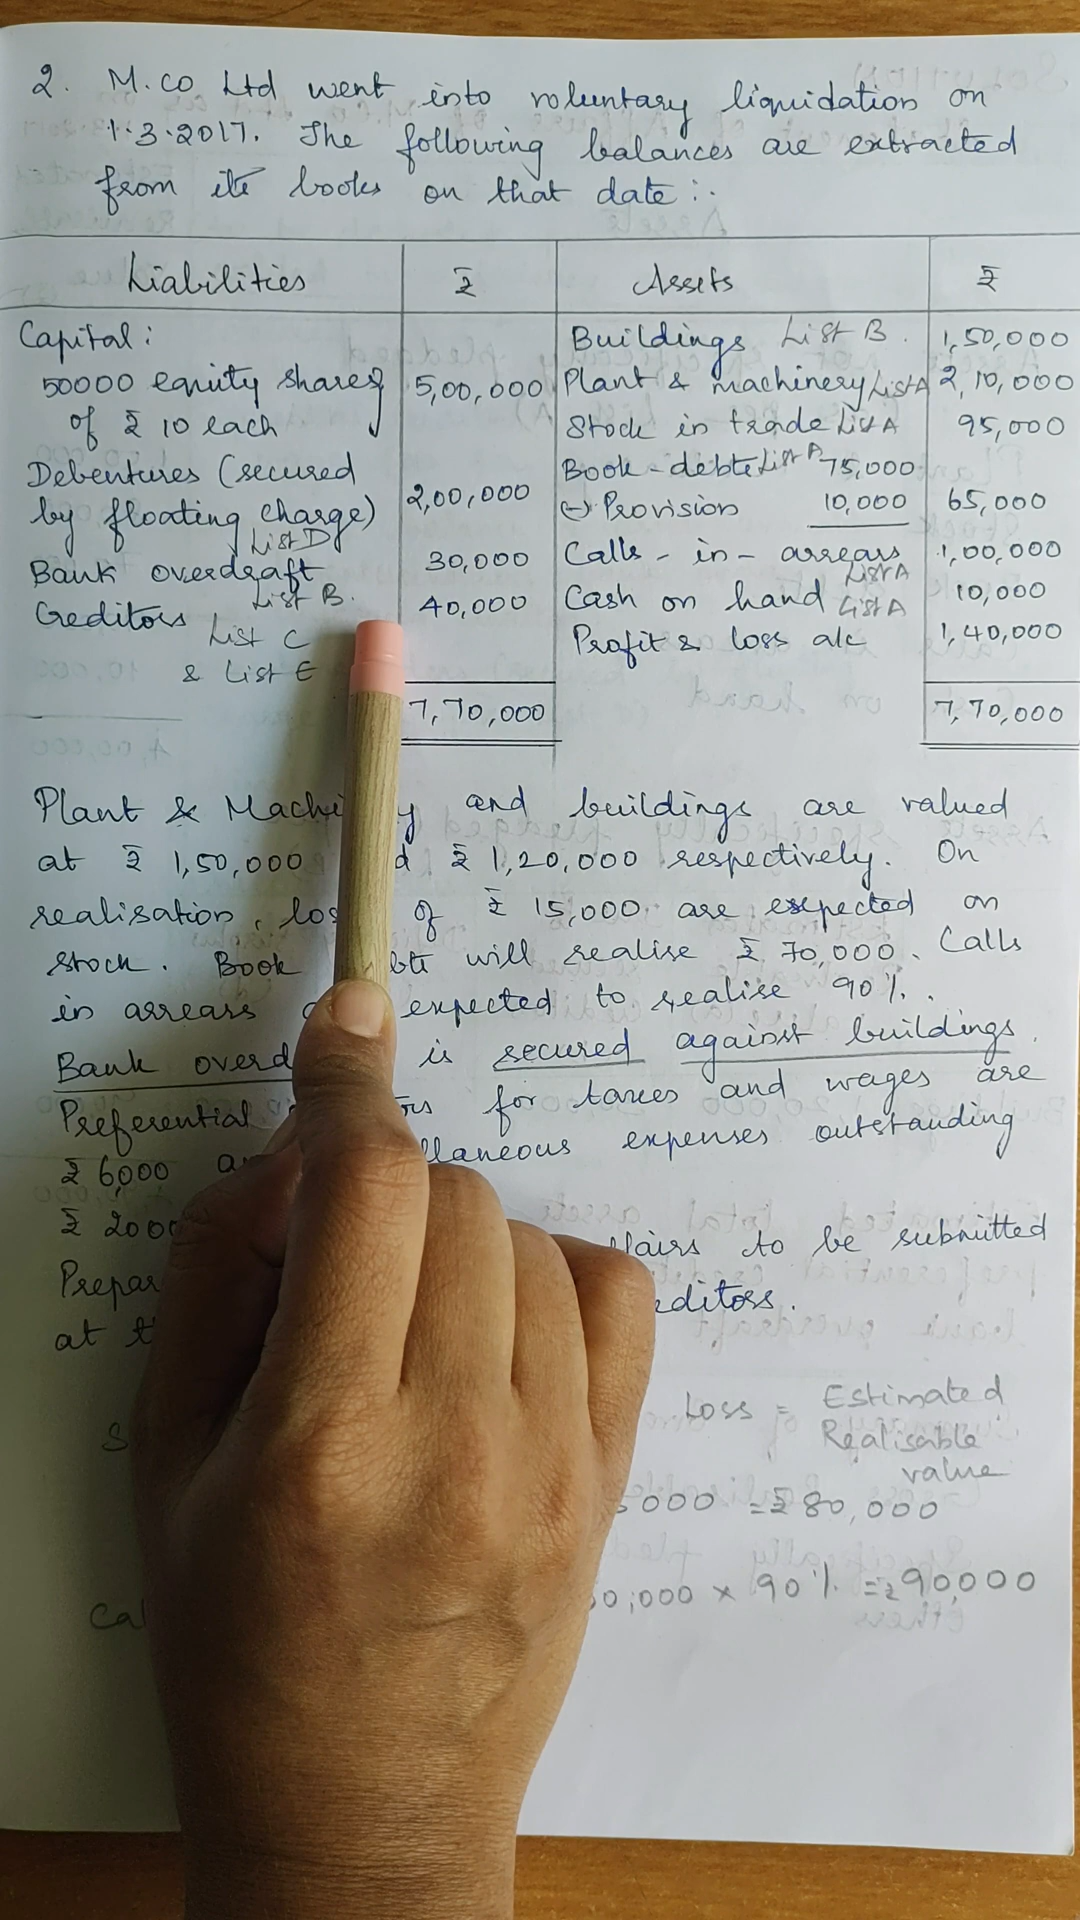 2. M.Co Ltd went into voluntary liquidation on
1.3.2017. The following balances are extracted
from its books on that date :-
Liabilities ₹ Assets ₹
Capital : Buildings List B. 1,50,000
50000 equity shares 5,00,000 Plant & machinery List A 2,10,000
of ₹ 10 each Stock in trade List A 95,000
Debentures (secured Book-debts List A 75,000
by floating charge) 2,00,000 (-) Provision 10,000 65,000
List D
Bank overdraft 30,000 Calls-in-arrears 1,00,000
List B. List A
Creditors 40,000 Cash on hand List A 10,000
List C Profit & loss a/c 1,40,000
& List E
7,70,000 7,70,000
Plant & Machi y and buildings are valued
at ₹ 1,50,000 d ₹ 1,20,000 respectively. On
realisation, los of ₹ 15,000 are expected on
stock. Book bts will realise ₹ 70,000. Calls
in arrears expected to realise 90%.
Bank overd is secured against buildings.
Preferential rs for taxes and wages are
₹ 6000 an llaneous expenses outstanding
₹ 2000
Prepar ffairs to be submitted
at t editors.
Loss = Estimated
Realisable
value
5000 = ₹ 80,000
Cal 00,000 × 90% = ₹ 90,000